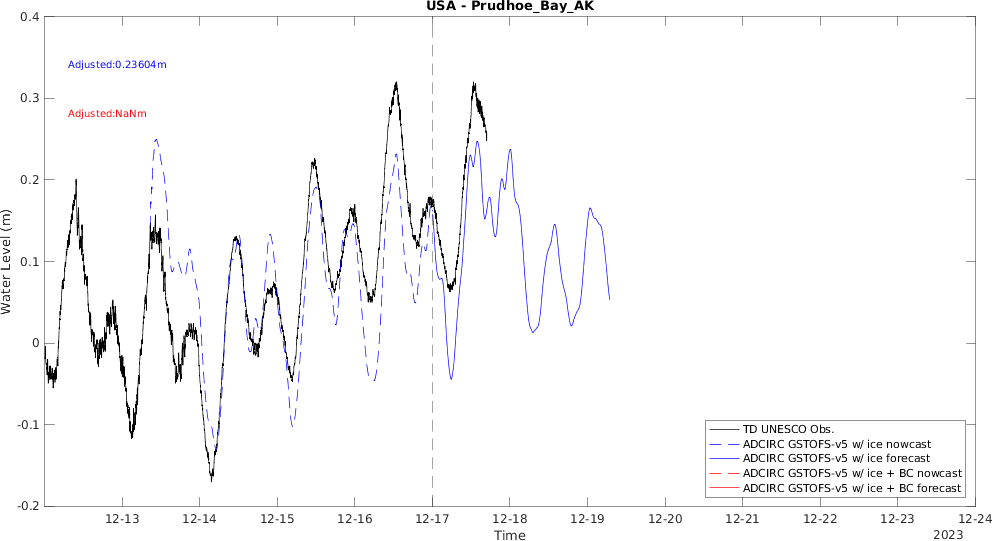 USA - Prudhoe_Bay_AK
0.4
0.3
0.2
0.1
0
-0.1
-0.2
Water Level (m)
Adjusted:0.23604m
Adjusted:NaNm
TD UNESCO Obs.
ADCIRC GSTOFS-v5 w/ ice nowcast
ADCIRC GSTOFS-v5 w/ ice forecast
ADCIRC GSTOFS-v5 w/ ice + BC nowcast
ADCIRC GSTOFS-v5 w/ ice + BC forecast
12-13 12-14 12-15 12-16 12-17 12-18 12-19 12-20 12-21 12-22 12-23 12-24
Time
2023